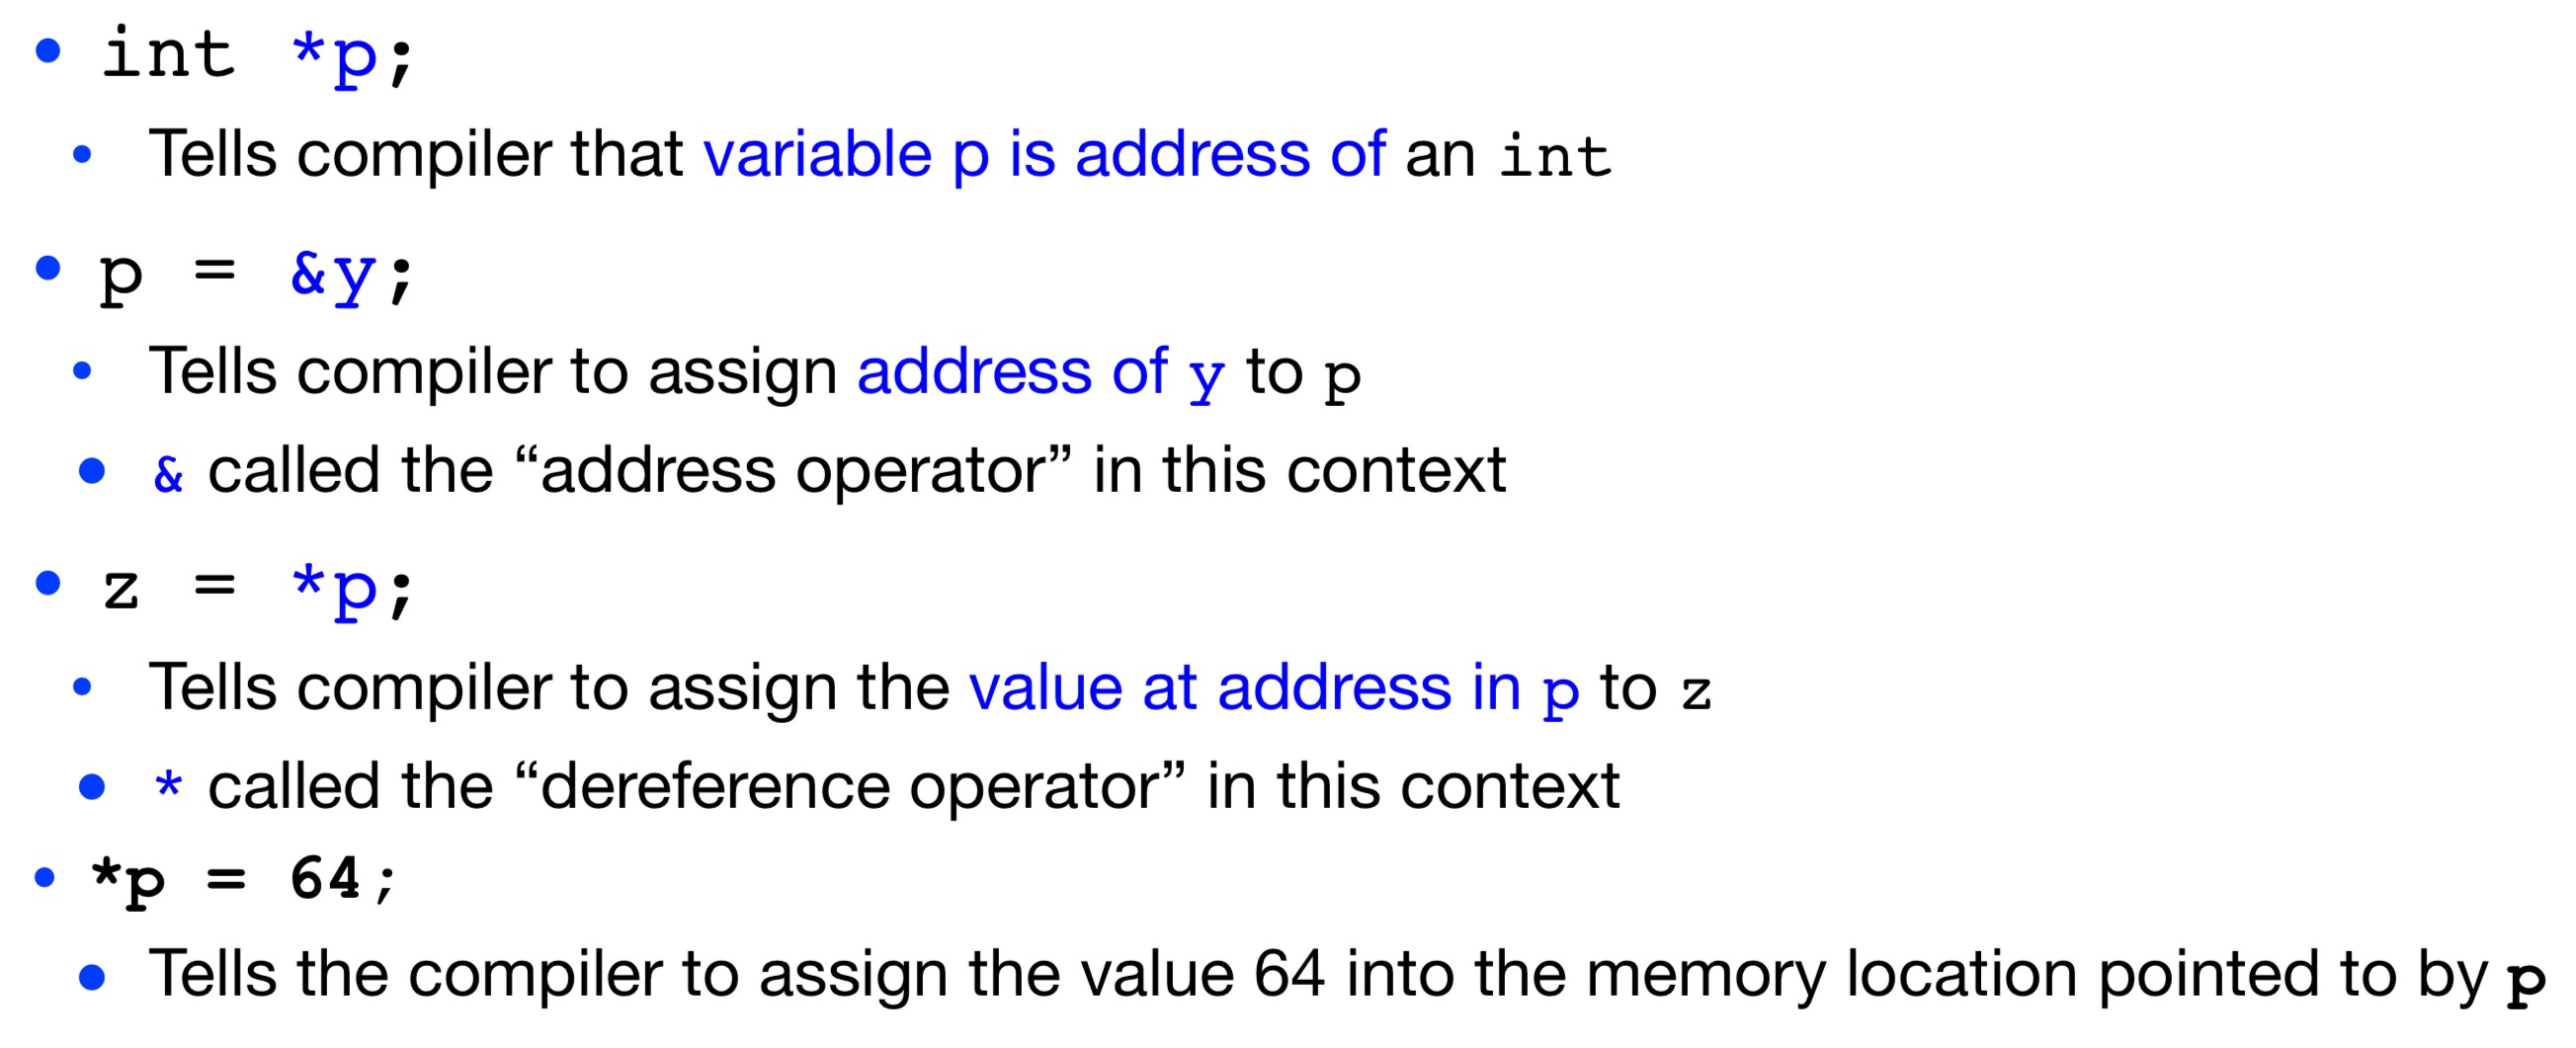 • int *p;
• Tells compiler that variable p is address of an int
• p = &y;
• Tells compiler to assign address of y to p
• & called the “address operator” in this context
• z = *p;
• Tells compiler to assign the value at address in p to z
• * called the “dereference operator” in this context
• *p = 64;
• Tells the compiler to assign the value 64 into the memory location pointed to by p